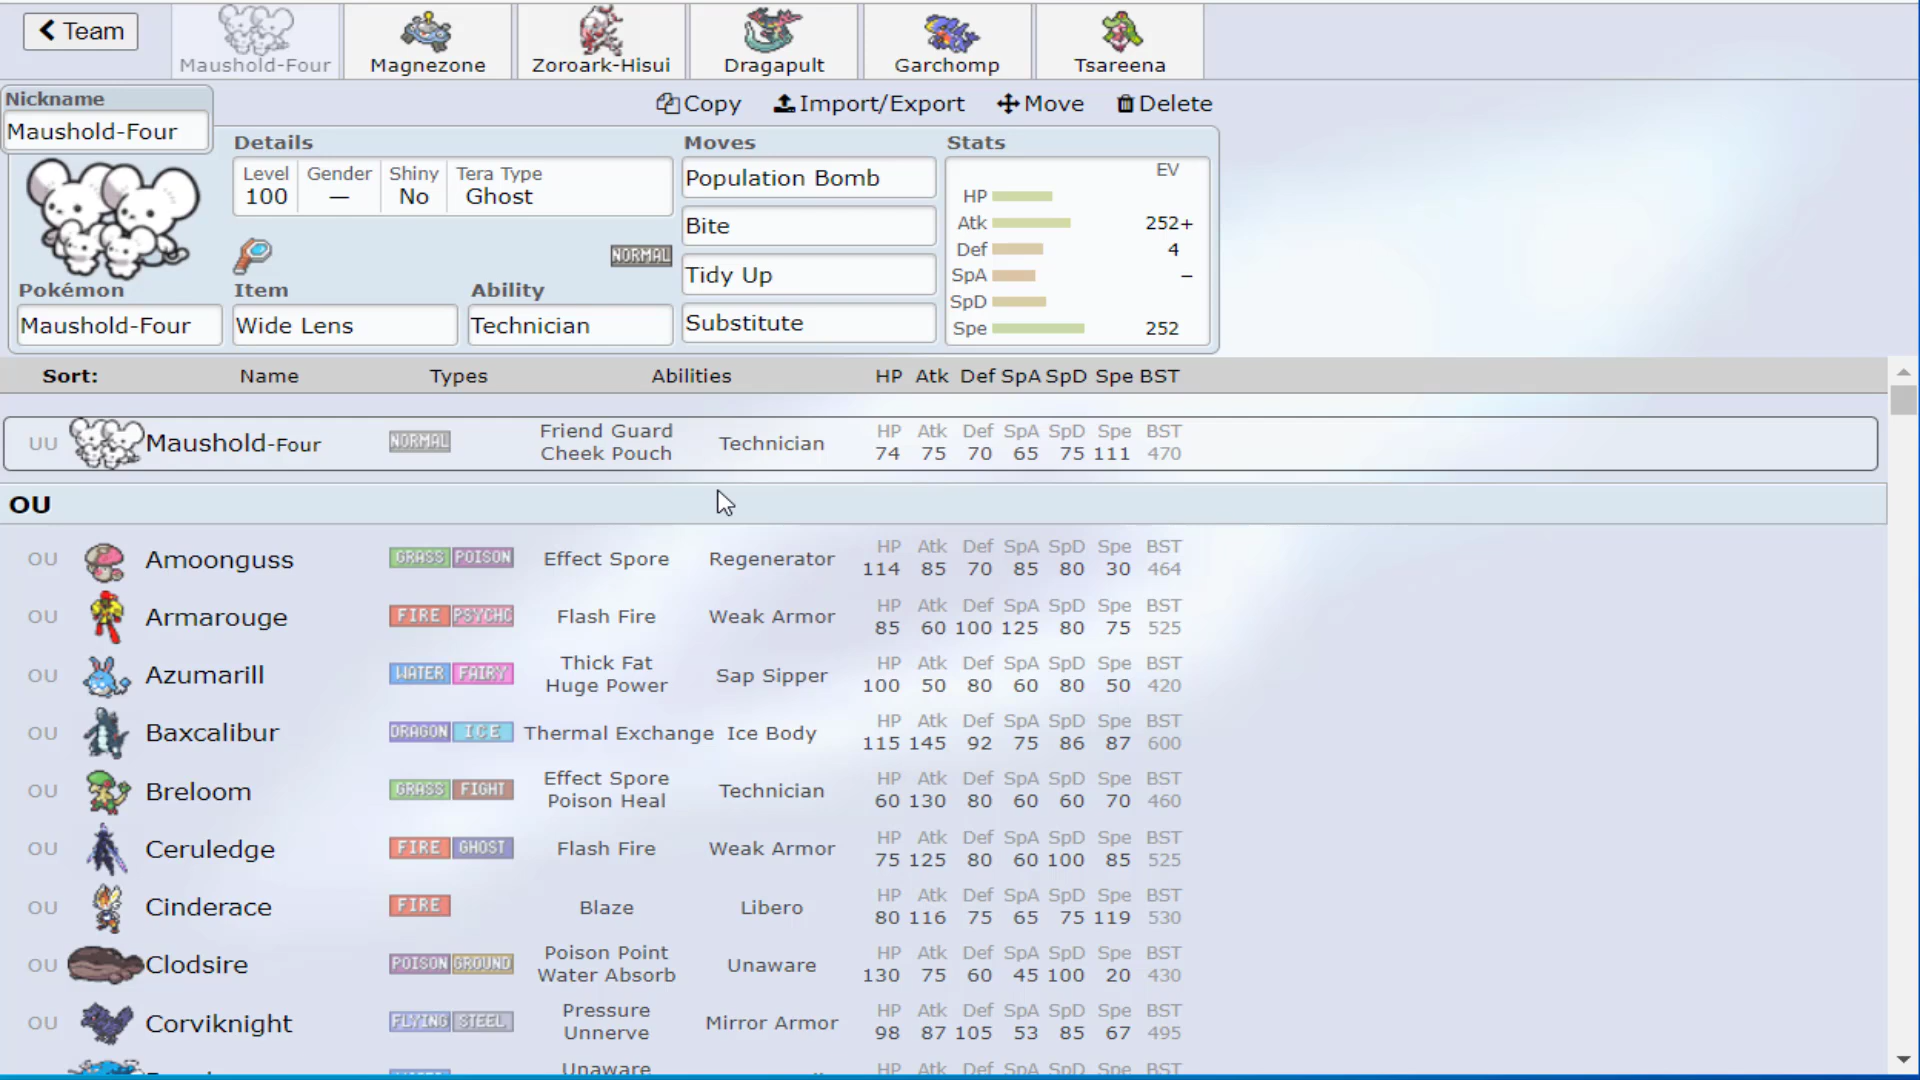 Team
Maushold-Four
Magnezone
Zoroark-Hisui
Dragapult
Garchomp
Tsareena
Nickname
Maushold-Four
Copy
Import/Export
Move
Delete
Details
Level Gender Shiny Tera Type
100 — No Ghost
NORMAL
Pokémon
Maushold-Four
Item
Wide Lens
Ability
Technician
Moves
Population Bomb
Bite
Tidy Up
Substitute
Stats
EV
HP
Atk 252+
Def 4
SpA –
SpD
Spe 252
Sort: Name Types Abilities HP Atk Def SpA SpD Spe BST
UU Maushold-Four NORMAL Friend Guard Cheek Pouch Technician HP Atk Def SpA SpD Spe BST
74 75 70 65 75 111 470
OU
OU Amoonguss GRASS POISON Effect Spore Regenerator HP Atk Def SpA SpD Spe BST
114 85 70 85 80 30 464
OU Armarouge FIRE PSYCHC Flash Fire Weak Armor HP Atk Def SpA SpD Spe BST
85 60 100 125 80 75 525
OU Azumarill WATER FAIRY Thick Fat Huge Power Sap Sipper HP Atk Def SpA SpD Spe BST
100 50 80 60 80 50 420
OU Baxcalibur DRAGON ICE Thermal Exchange Ice Body HP Atk Def SpA SpD Spe BST
115 145 92 75 86 87 600
OU Breloom GRASS FIGHT Effect Spore Poison Heal Technician HP Atk Def SpA SpD Spe BST
60 130 80 60 60 70 460
OU Ceruledge FIRE GHOST Flash Fire Weak Armor HP Atk Def SpA SpD Spe BST
75 125 80 60 100 85 525
OU Cinderace FIRE Blaze Libero HP Atk Def SpA SpD Spe BST
80 116 75 65 75 119 530
OU Clodsire POISON GROUND Poison Point Water Absorb Unaware HP Atk Def SpA SpD Spe BST
130 75 60 45 100 20 430
OU Corviknight FLYING STEEL Pressure Unnerve Mirror Armor HP Atk Def SpA SpD Spe BST
98 87 105 53 85 67 495
Unaware HP Atk Def SpA SpD Spe BST